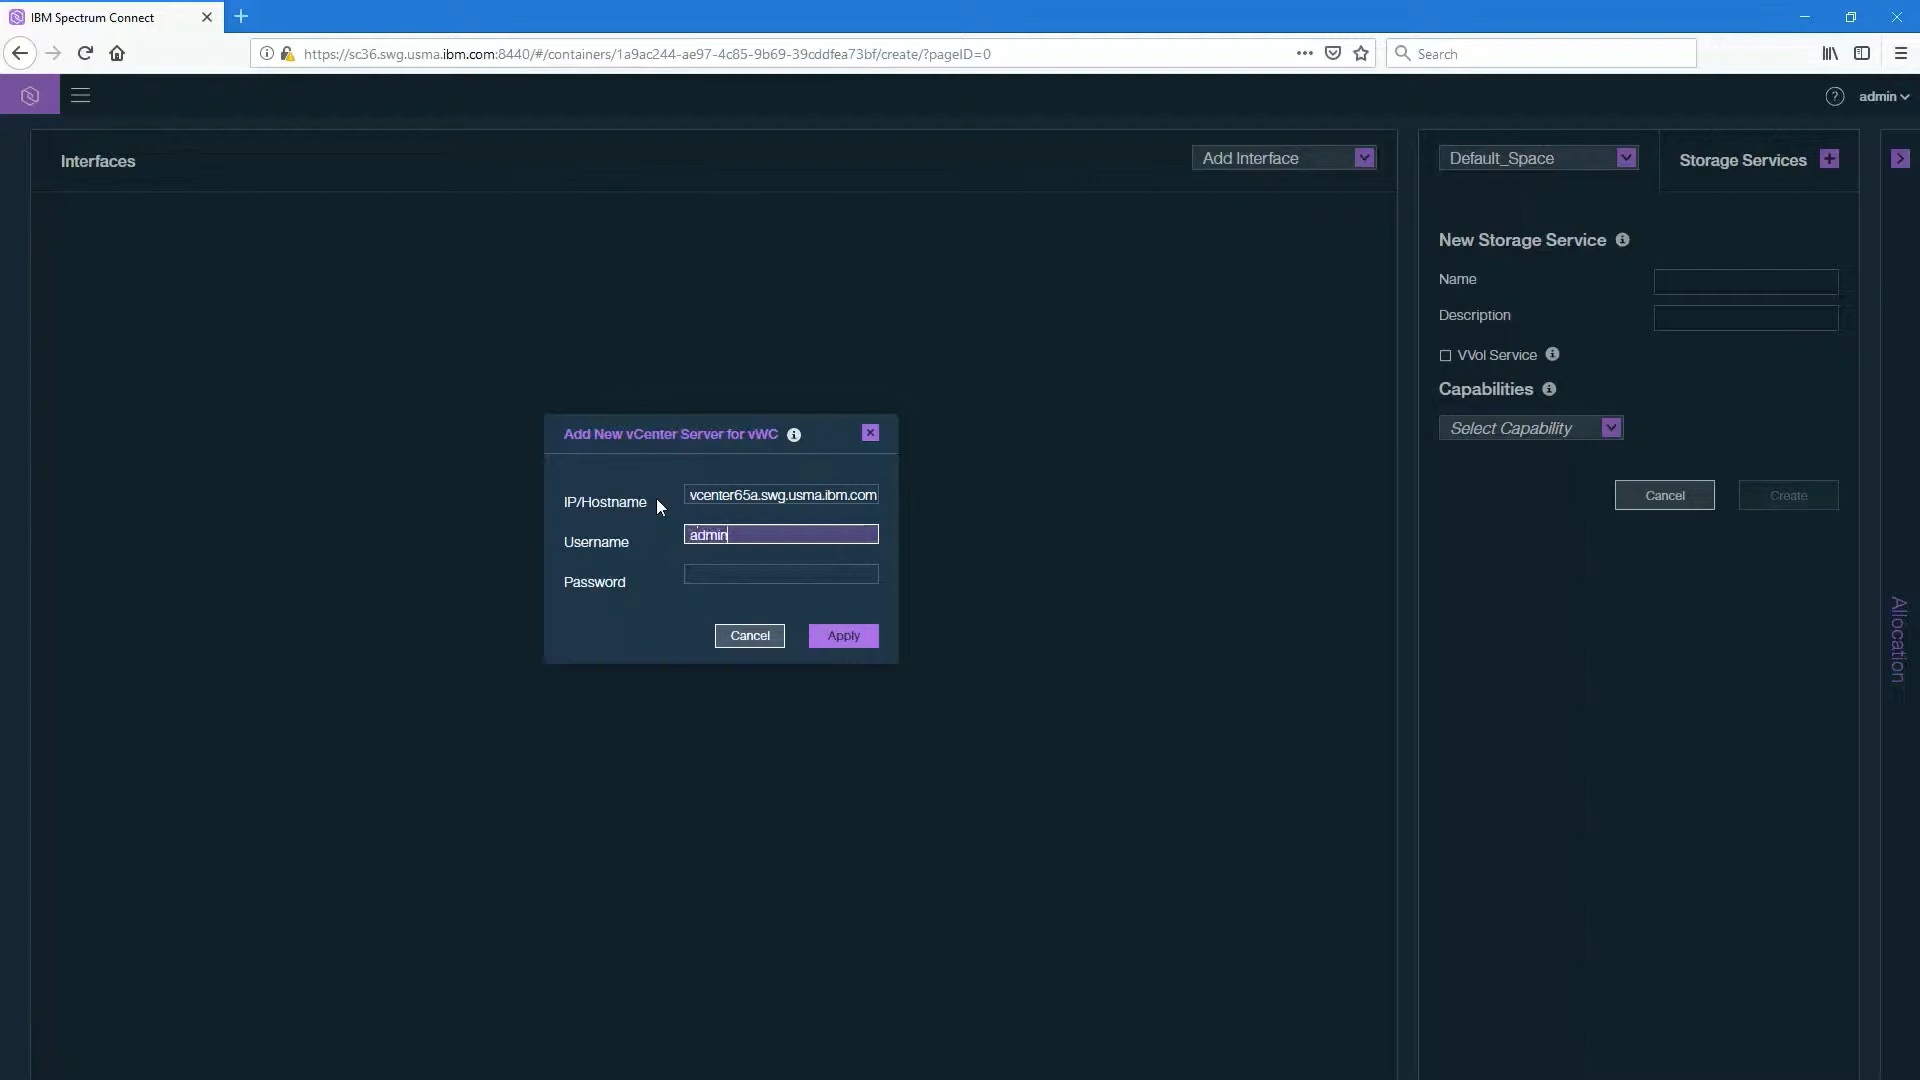 IBM Spectrum Connect
https://sc36.swg.usma.ibm.com:8440/#/containers/1a9ac244-ae97-4c85-9b69-39cddfea73bf/create/?pageID=0
Search
admin
Interfaces
Add Interface
Default_Space
Storage Services
New Storage Service
Name
Description
VVol Service
Capabilities
Select Capability
Cancel
Create
Add New vCenter Server for vWC
IP/Hostname
vcenter65a.swg.usma.ibm.com
Username
admin
Password
Cancel
Apply
Allocation